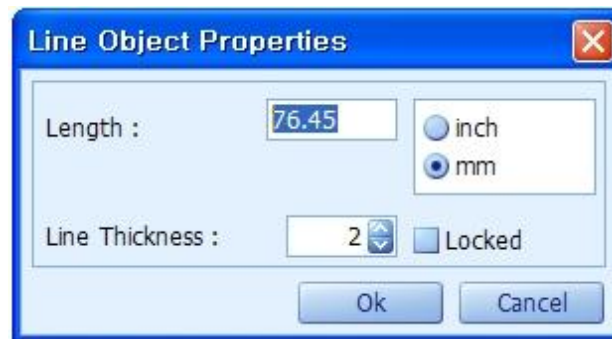 Line Object Properties
Length : 76.45 inch
mm
Line Thickness : 2 Locked
Ok Cancel